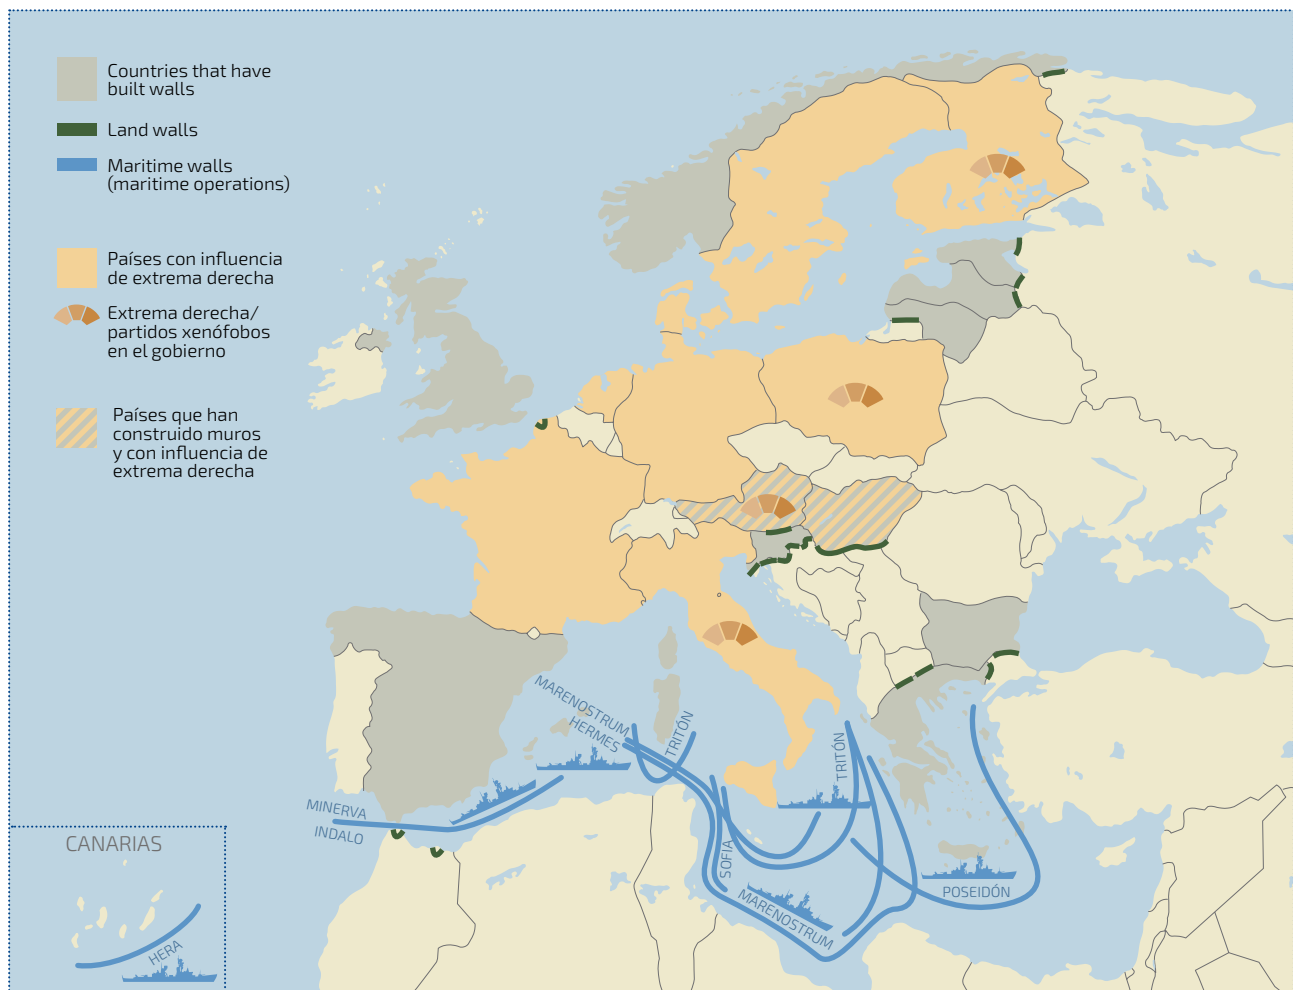 Countries that have
built walls
Land walls
Maritime walls
(maritime operations)
Países con influencia
de extrema derecha
Extrema derecha/
partidos xenófobos
en el gobierno
Países que han
construido muros
y con influencia de
extrema derecha
MARENOSTRUM
HERMES
TRITÓN
TRITÓN
MINERVA
INDALO
SOFIA
MARENOSTRUM
POSEIDÓN
CANARIAS
HERA